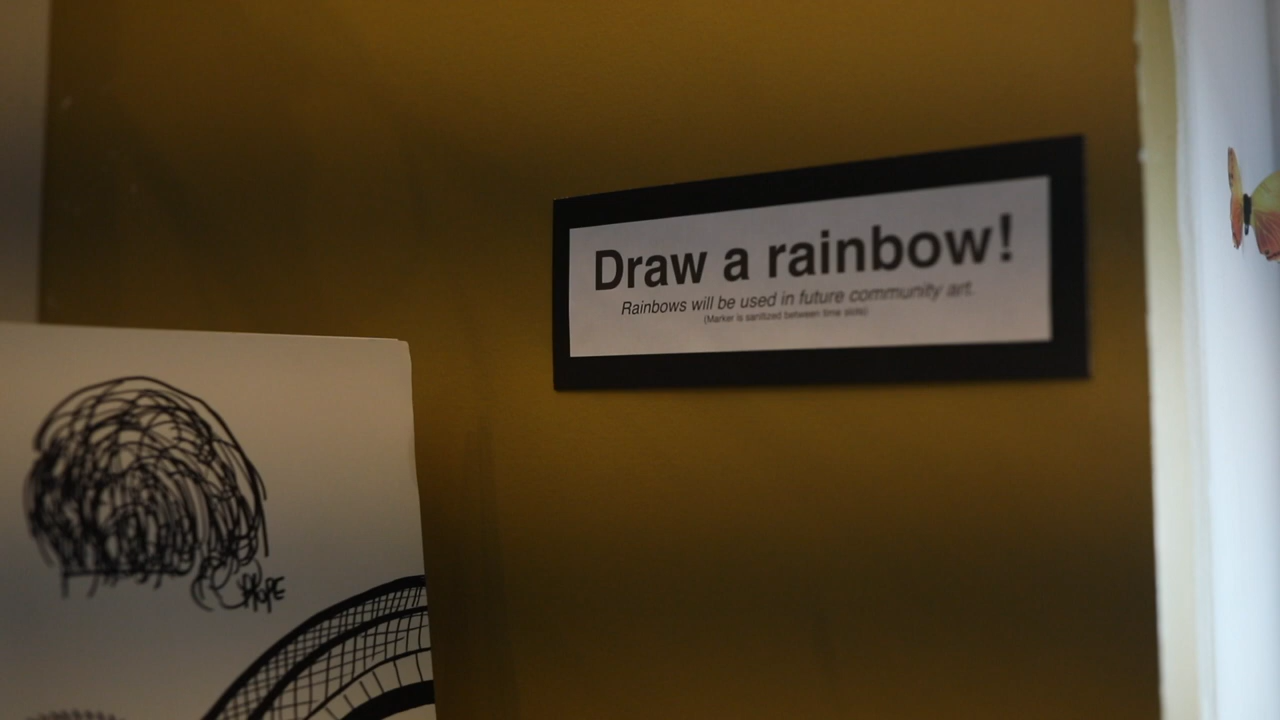 Draw a rainbow!
Rainbows will be used in future community art.
(Marker is sanitized between time slots)